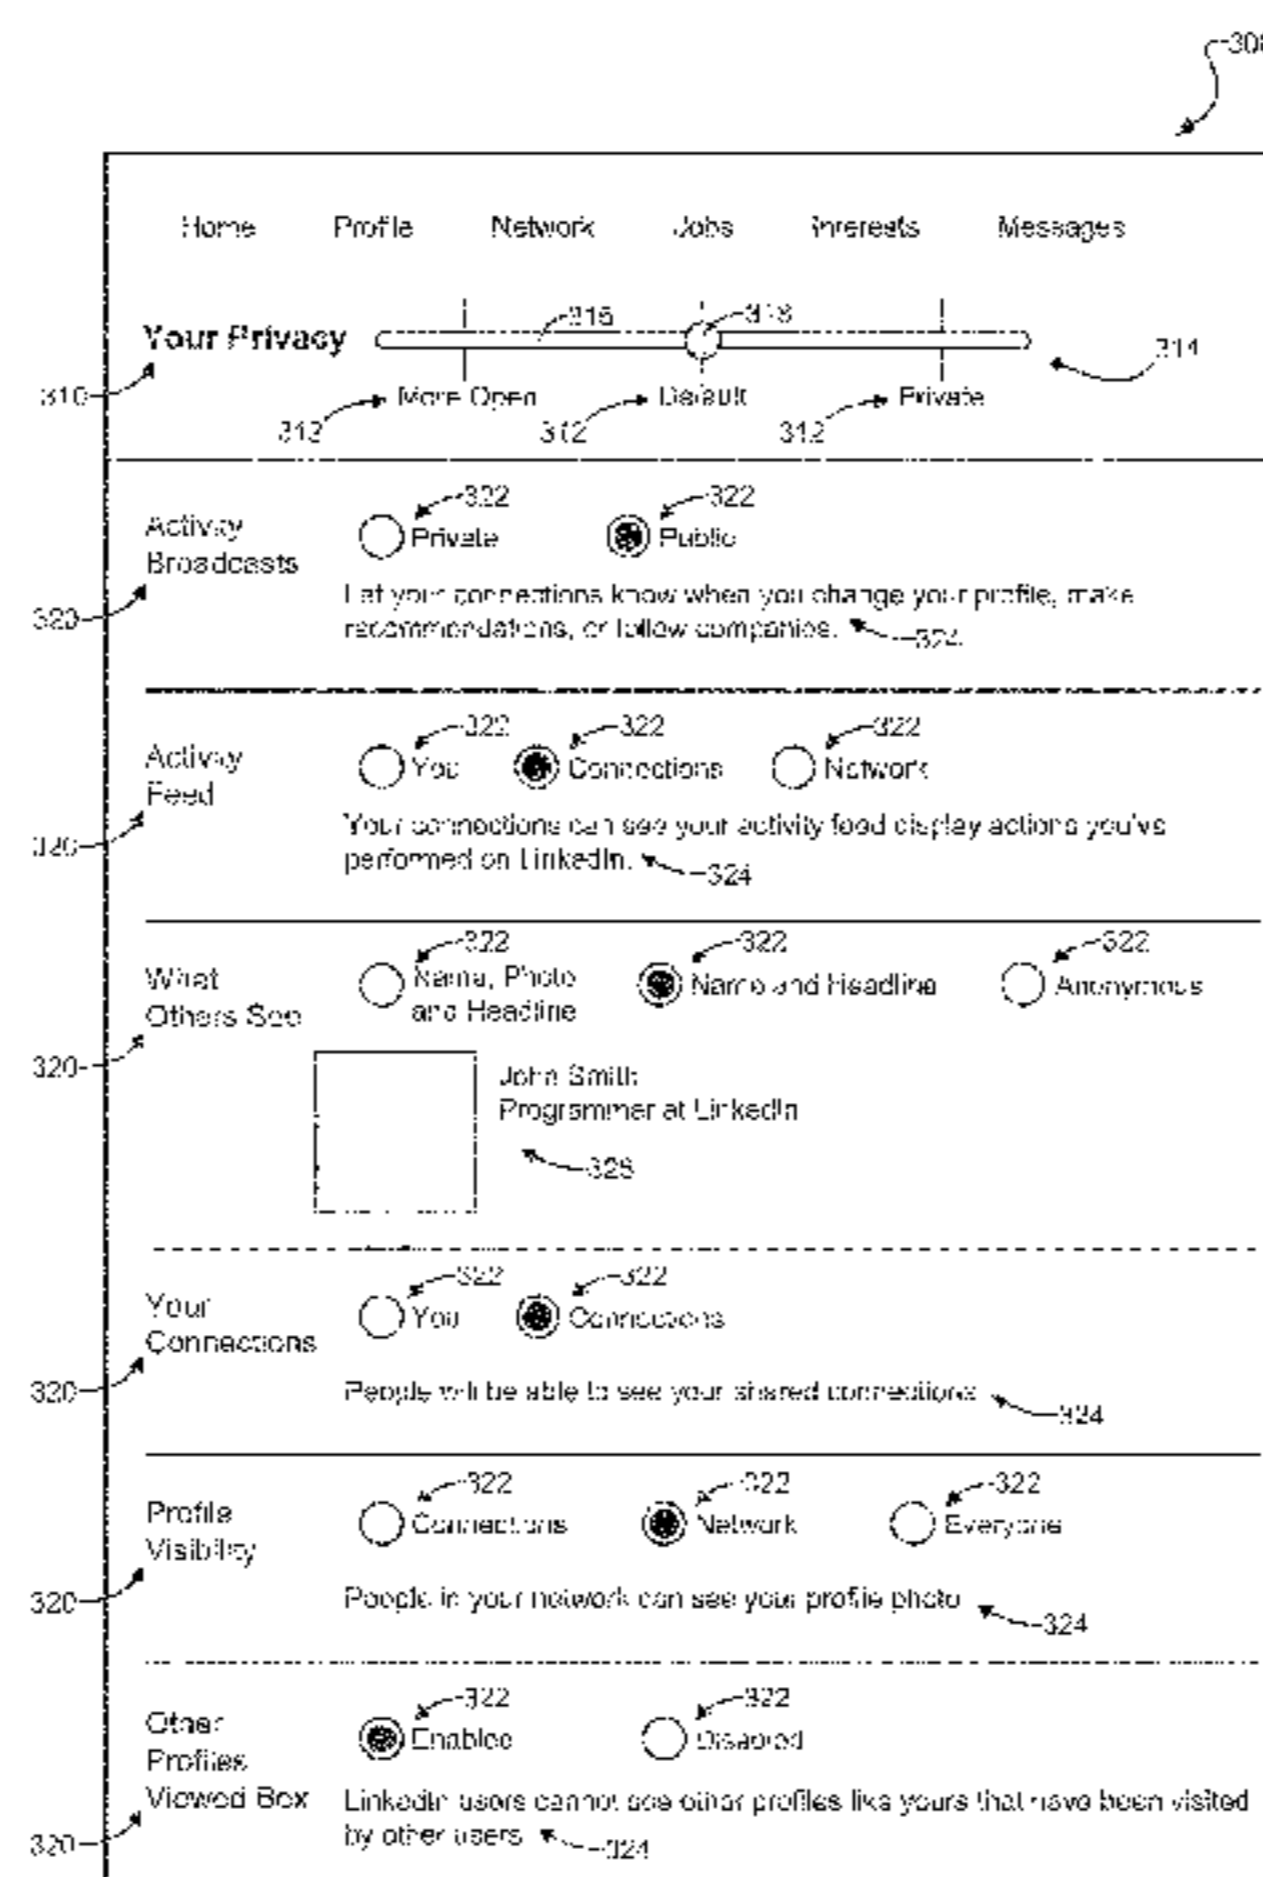 Home Profile Network Jobs Interests Messages
316 318
Your Privacy
314
310 More Open Default Private
312 312 312
322 322
Activity Private Public
Broadcasts
Let your connections know when you change your profile, make
320 recommendations, or follow companies. 324
322 322 322
Activity You Connections Network
Feed
Your connections can see your activity feed display actions you've
320 performed on LinkedIn. 324
322 322 322
What Name, Photo Name and Headline Anonymous
Others See and Headline
320
John Smith
Programmer at LinkedIn
322 322
Your You Connections
Connections
320 People will be able to see your shared connections 324
322 322 322
Profile Connections Network Everyone
Visibility
320 People in your network can see your profile photo 324
322 322
Other Enabled Disabled
Profiles
Viewed Box LinkedIn users cannot see other profiles like yours that have been visited
320 by other users 324